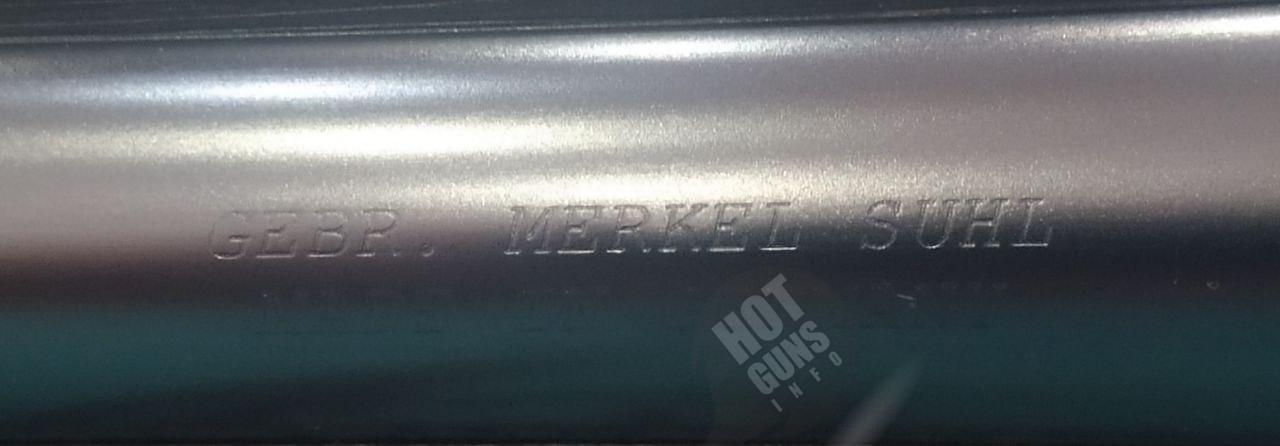 GEBR. MERKEL SUHL
HOT
GUNS
INFO